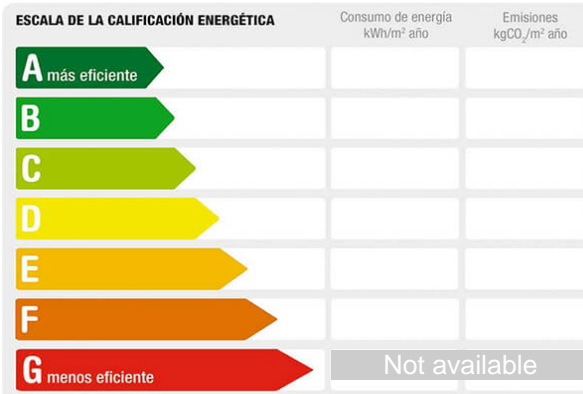 ESCALA DE LA CALIFICACIÓN ENERGÉTICA
Consumo de energía
kWh/m² año
Emisiones
kgCO₂/m² año
A más eficiente
B
C
D
E
F
G menos eficiente
Not available